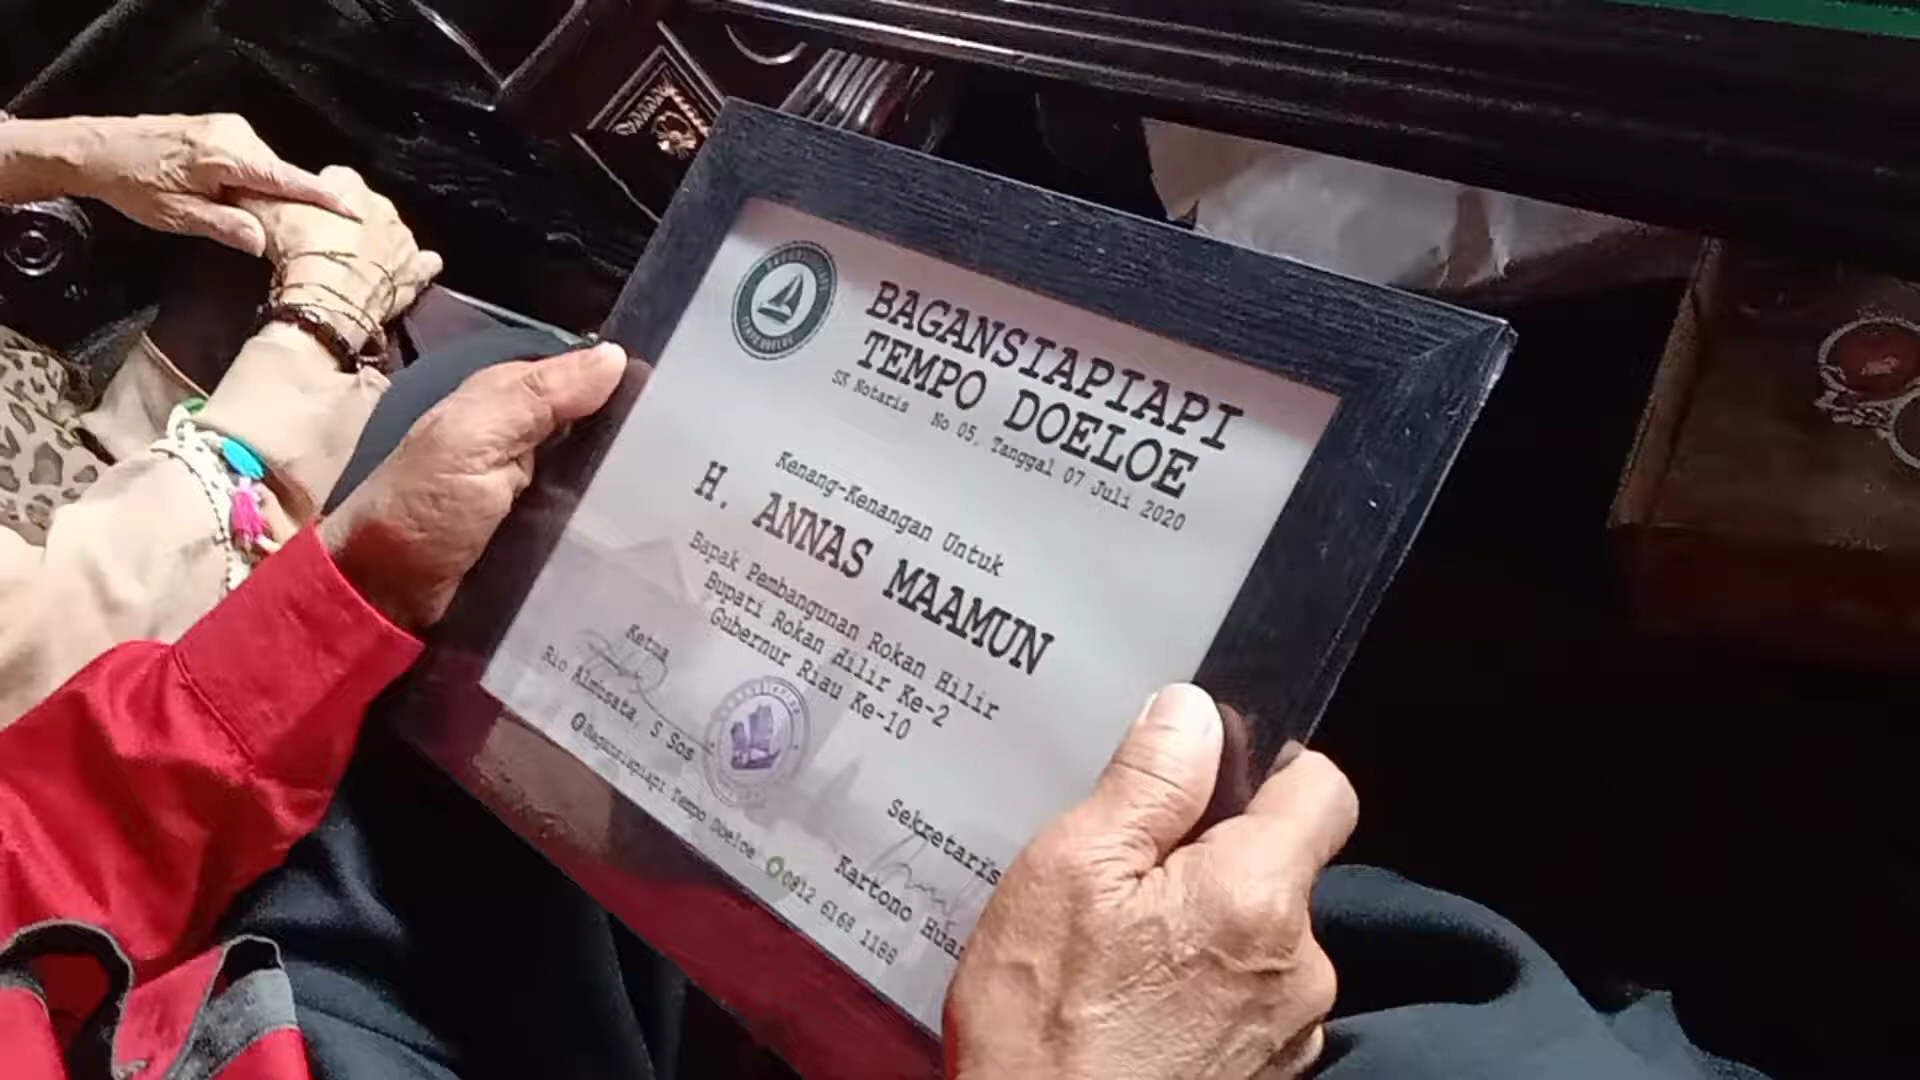 BAGANSIAPIAPI
TEMPO DOELOE
SK Notaris No 05, Tanggal 07 Juli 2020
Kenang-Kenangan Untuk
H. ANNAS MAAMUN
Bapak Pembangunan Rokan Hilir
Bupati Rokan Hilir Ke-2
Gubernur Riau Ke-10
Ketua
Rio Almusata, S Sos
Sekretaris
Kartono
Bagansiapiapi Tempo Doeloe 0812 6168 1188